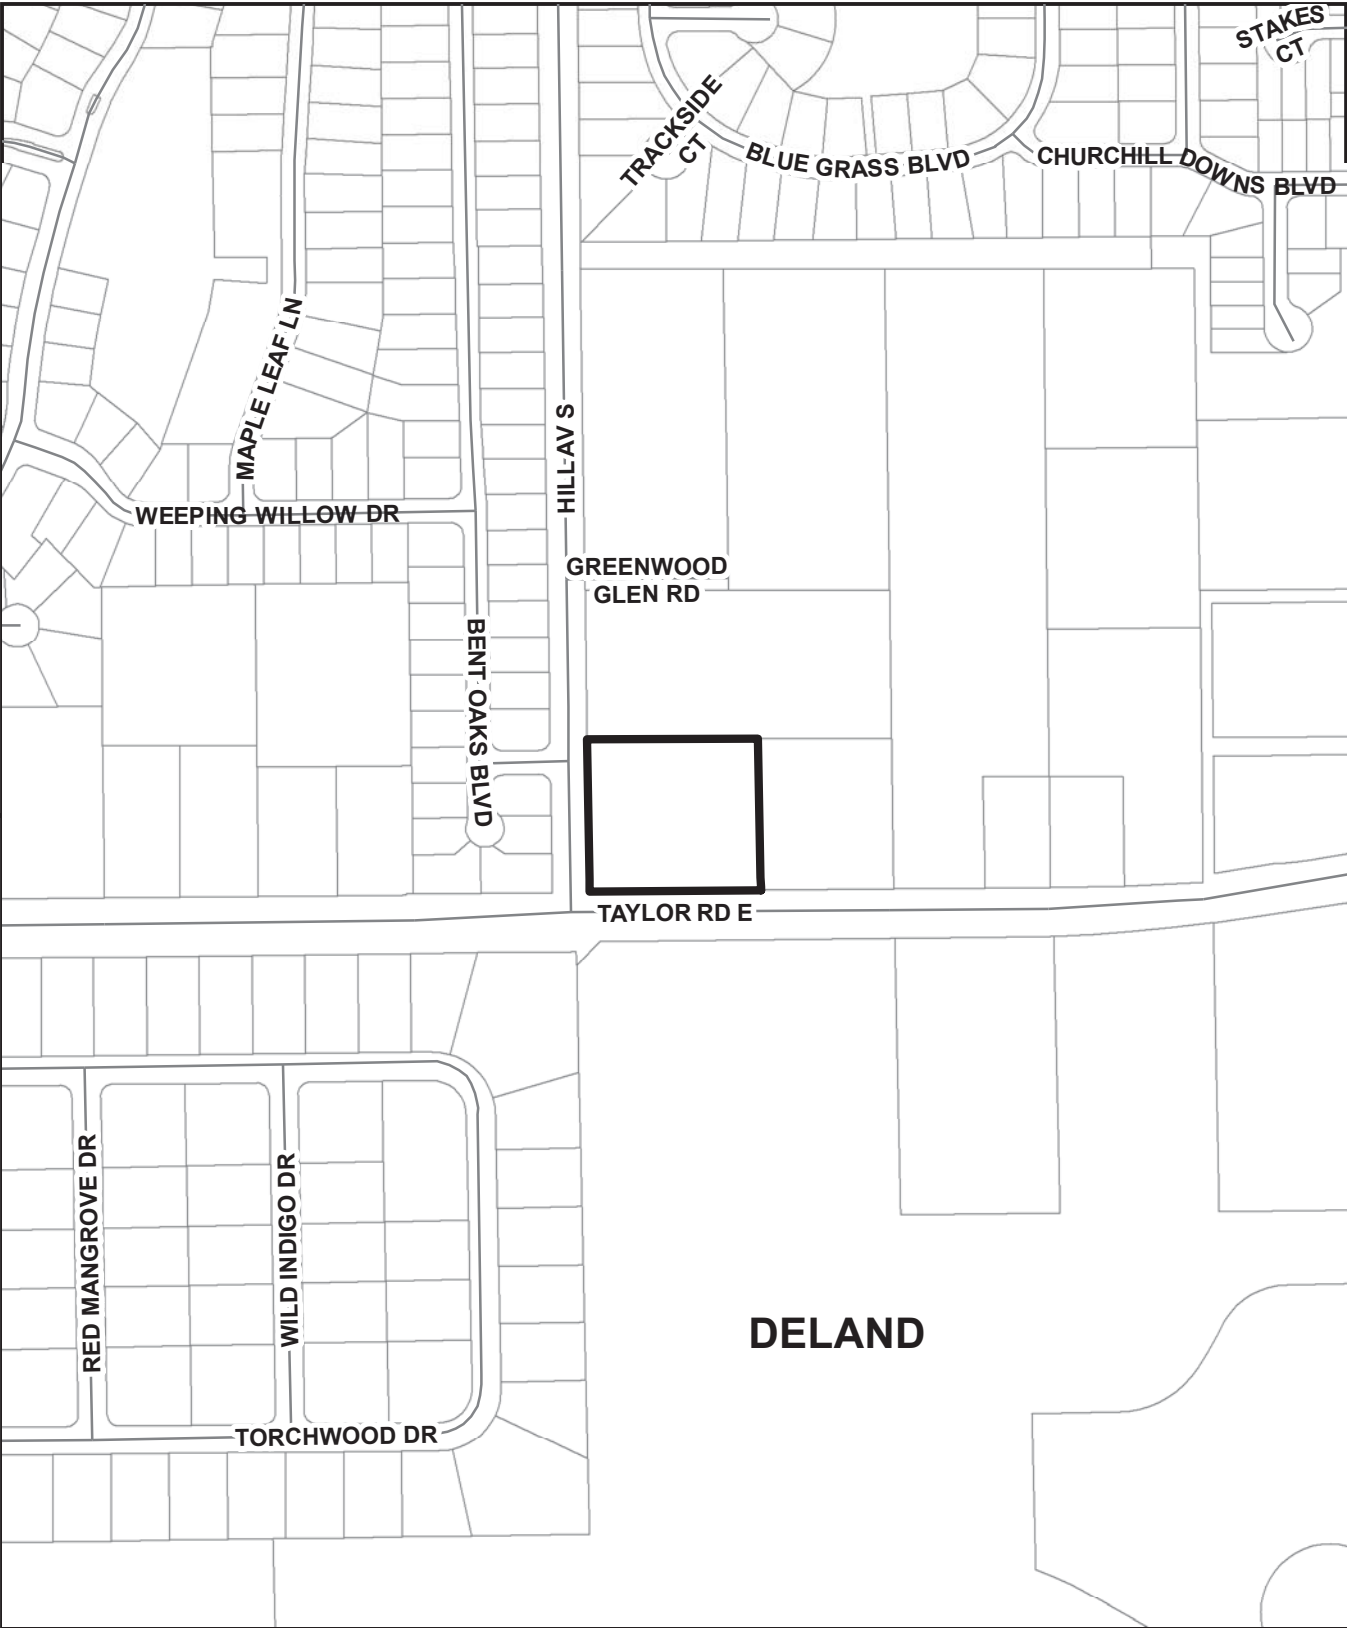 STAKES
CT
TRACKSIDE
CT
BLUE GRASS BLVD
CHURCHILL DOWNS BLVD
MAPLE LEAF LN
HILL AV S
WEEPING WILLOW DR
GREENWOOD
GLEN RD
BENT OAKS BLVD
TAYLOR RD E
RED MANGROVE DR
WILD INDIGO DR
DELAND
TORCHWOOD DR